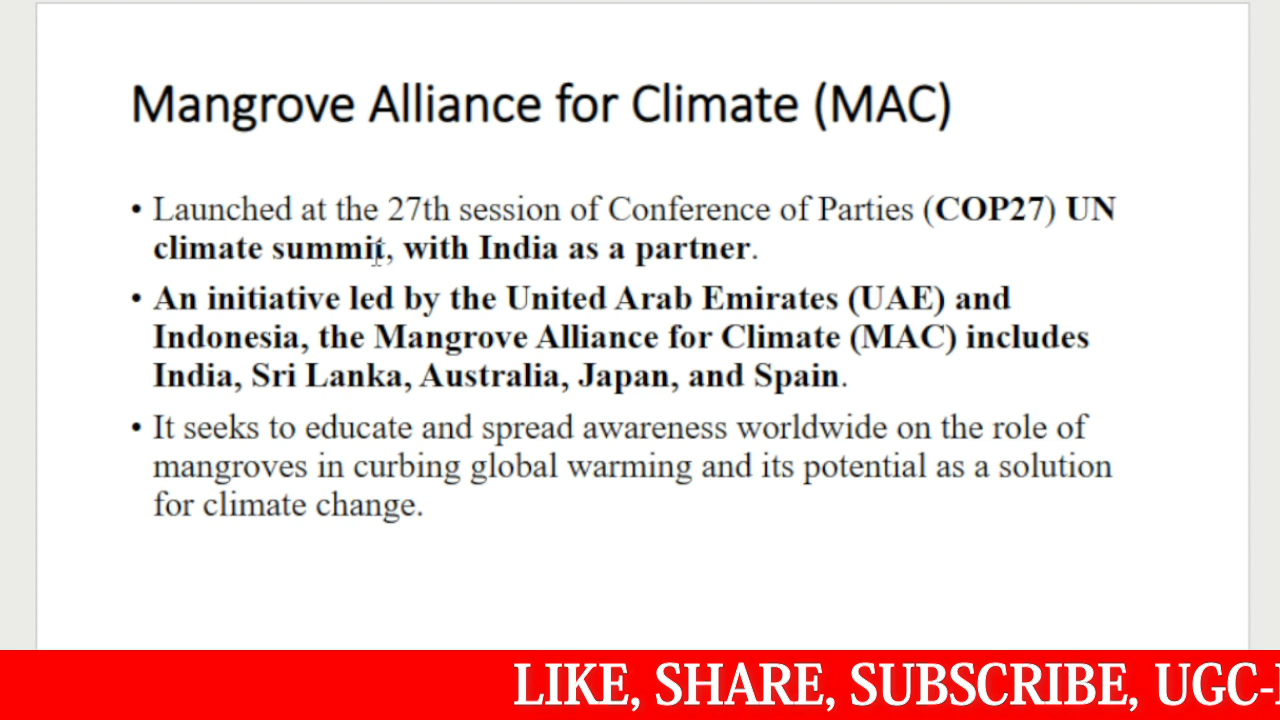 Mangrove Alliance for Climate (MAC)
• Launched at the 27th session of Conference of Parties (COP27) UN
climate summit, with India as a partner.
• An initiative led by the United Arab Emirates (UAE) and
Indonesia, the Mangrove Alliance for Climate (MAC) includes
India, Sri Lanka, Australia, Japan, and Spain.
• It seeks to educate and spread awareness worldwide on the role of
mangroves in curbing global warming and its potential as a solution
for climate change.
LIKE, SHARE, SUBSCRIBE, UGC-